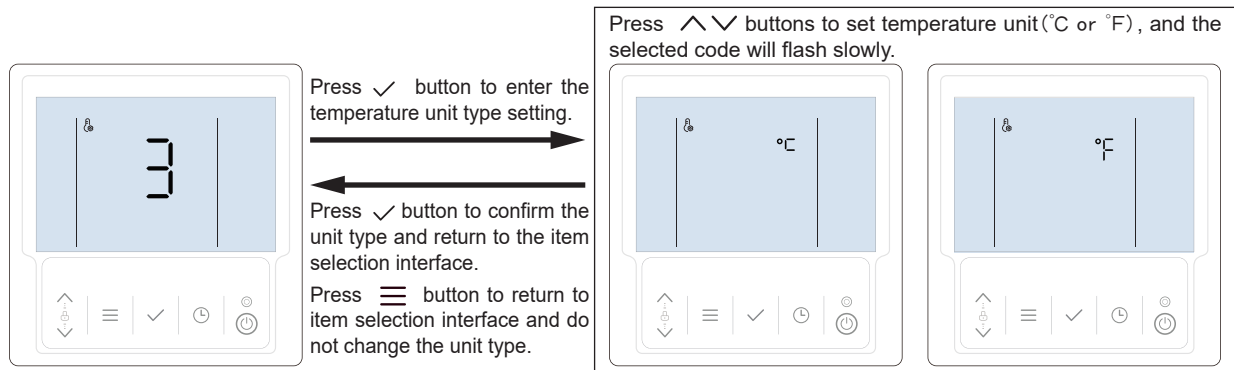 Press ∧ ∨ buttons to set temperature unit(°C or °F), and the
selected code will flash slowly.
Press ✓ button to enter the
temperature unit type setting.
3
°C
°F
Press ✓ button to confirm the
unit type and return to the item
selection interface.
Press ☰ button to return to
item selection interface and do
not change the unit type.